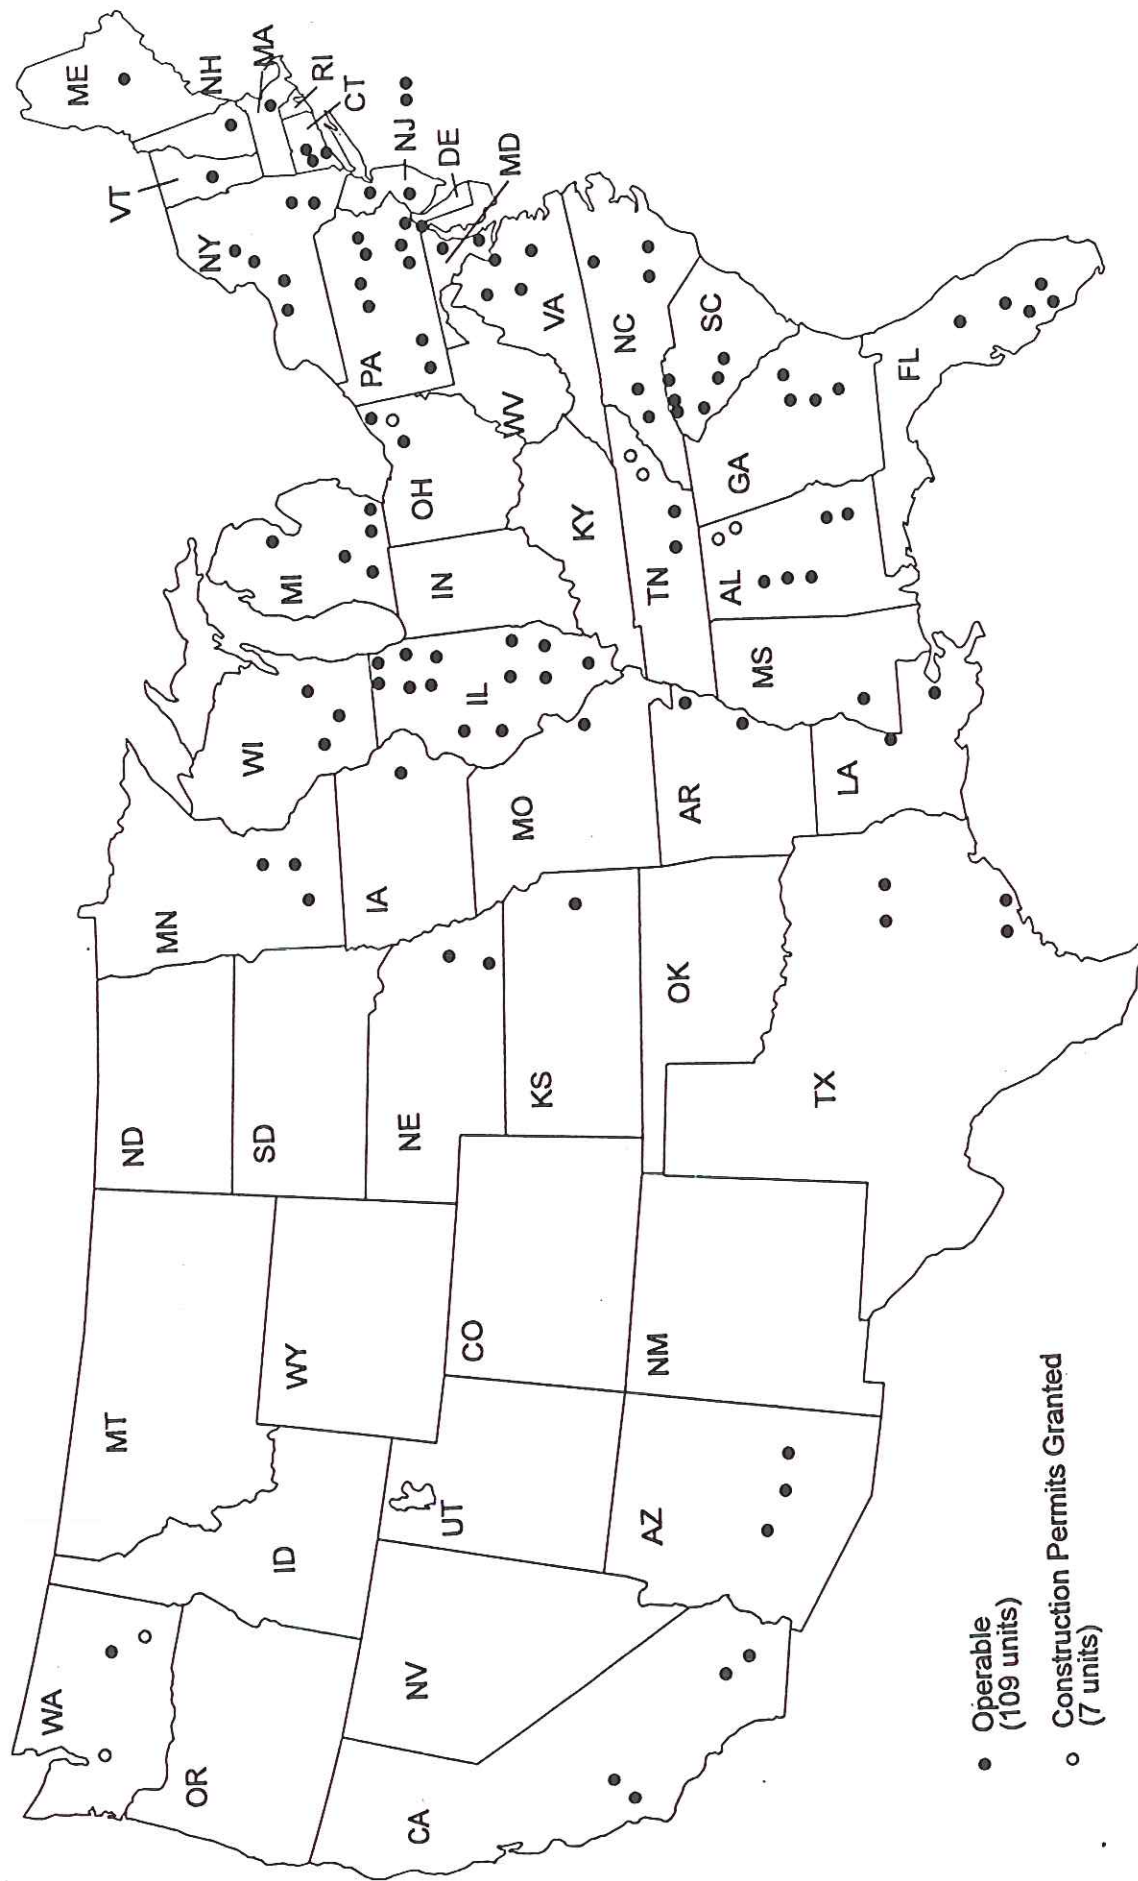 WA
MT
ND
MN
VT
ME
NH
MA
RI
CT
NJ
DE
MD
OR
ID
WY
SD
WI
MI
NY
PA
NV
UT
CO
NE
IA
IL
IN
OH
WV
VA
CA
AZ
NM
KS
MO
KY
NC
OK
AR
TN
SC
TX
LA
MS
AL
GA
FL
Operable
(109 units)
Construction Permits Granted
(7 units)